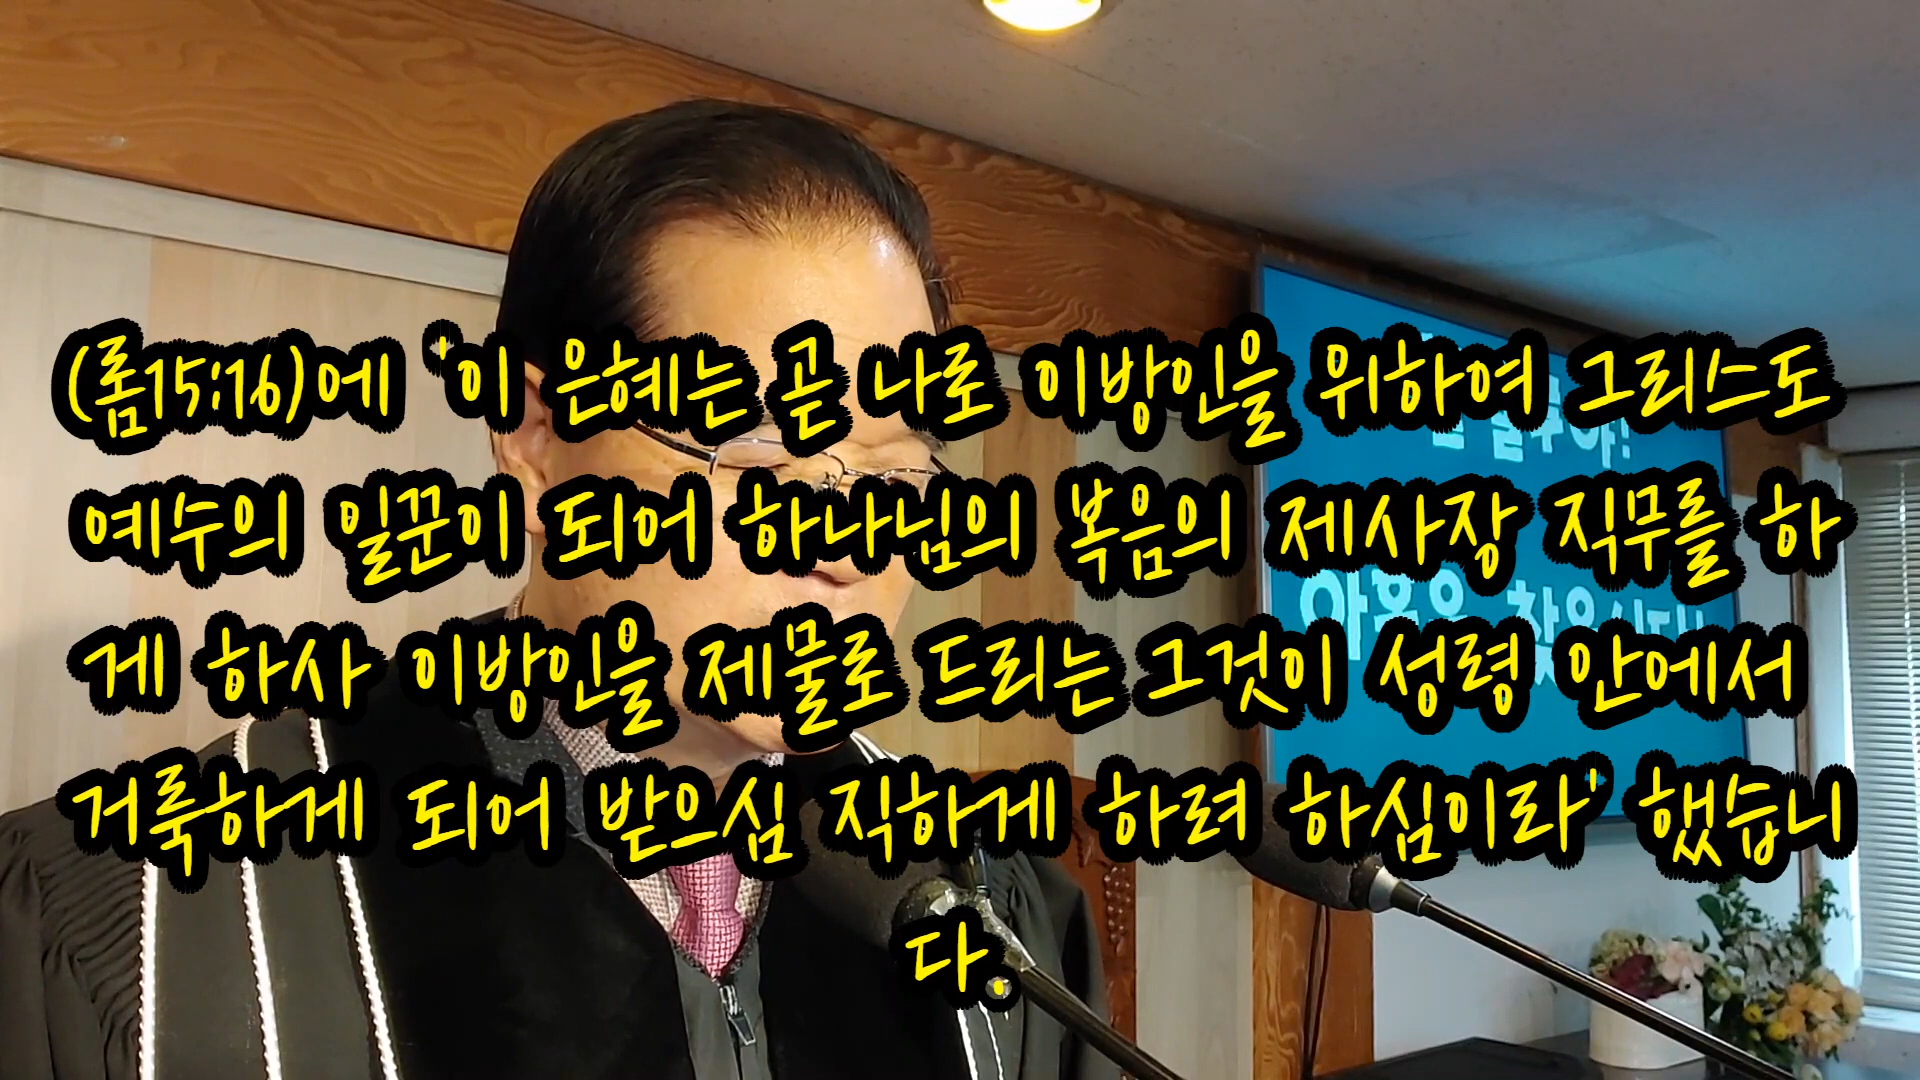 (롬15:16)에 '이 은혜는 곧 나로 이방인을 위하여 그리스도
예수의 일꾼이 되어 하나님의 복음의 제사장 직무를 하
게 하사 이방인을 제물로 드리는 그것이 성령 안에서
거룩하게 되어 받으심 직하게 하려 하심이라' 했습니
다.